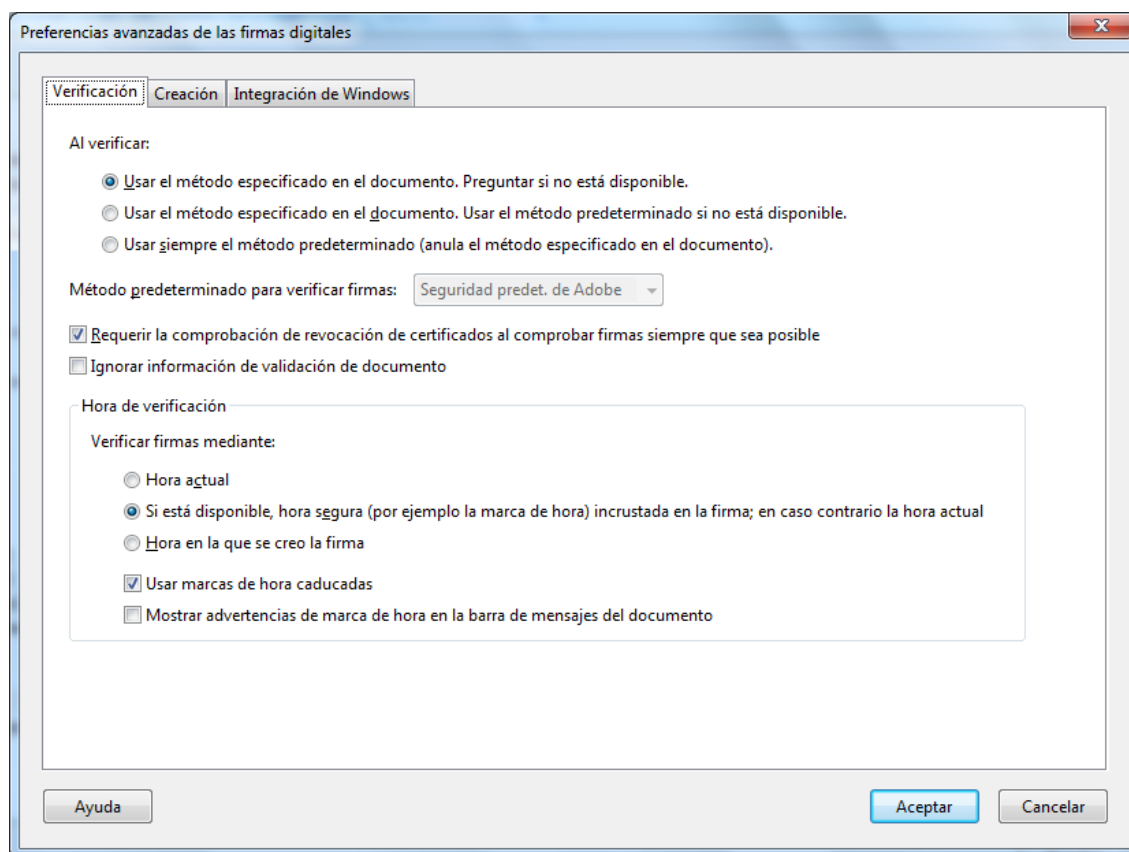 Preferencias avanzadas de las firmas digitales
Verificación Creación Integración de Windows
Al verificar:
Usar el método especificado en el documento. Preguntar si no está disponible.
Usar el método especificado en el documento. Usar el método predeterminado si no está disponible.
Usar siempre el método predeterminado (anula el método especificado en el documento).
Método predeterminado para verificar firmas: Seguridad predet. de Adobe
Requerir la comprobación de revocación de certificados al comprobar firmas siempre que sea posible
Ignorar información de validación de documento
Hora de verificación
Verificar firmas mediante:
Hora actual
Si está disponible, hora segura (por ejemplo la marca de hora) incrustada en la firma; en caso contrario la hora actual
Hora en la que se creo la firma
Usar marcas de hora caducadas
Mostrar advertencias de marca de hora en la barra de mensajes del documento
Ayuda Aceptar Cancelar